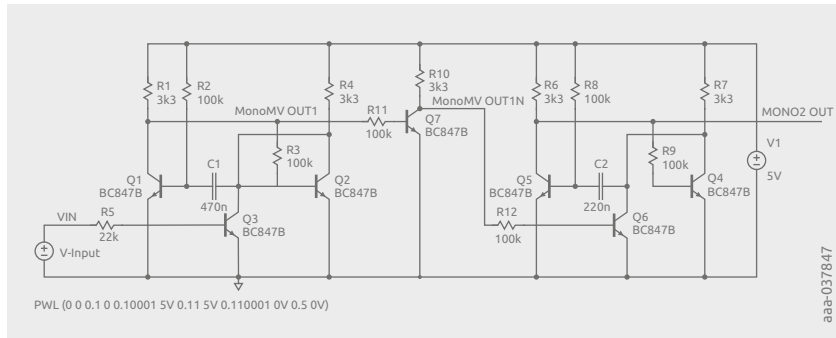 R1
3k3
R2
100k
R4
3k3
R10
3k3
R6
3k3
R8
100k
R7
3k3
MonoMV OUT1
R11
100k
MonoMV OUT1N
MONO2 OUT
Q7
BC847B
R3
100k
R9
100k
V1
5V
Q1
BC847B
C1
470n
Q2
BC847B
Q5
BC847B
C2
220n
Q4
BC847B
VIN
R5
22k
Q3
BC847B
R12
100k
Q6
BC847B
V-Input
PWL (0 0 0.1 0 0.10001 5V 0.11 5V 0.110001 0V 0.5 0V)
aaa-037847